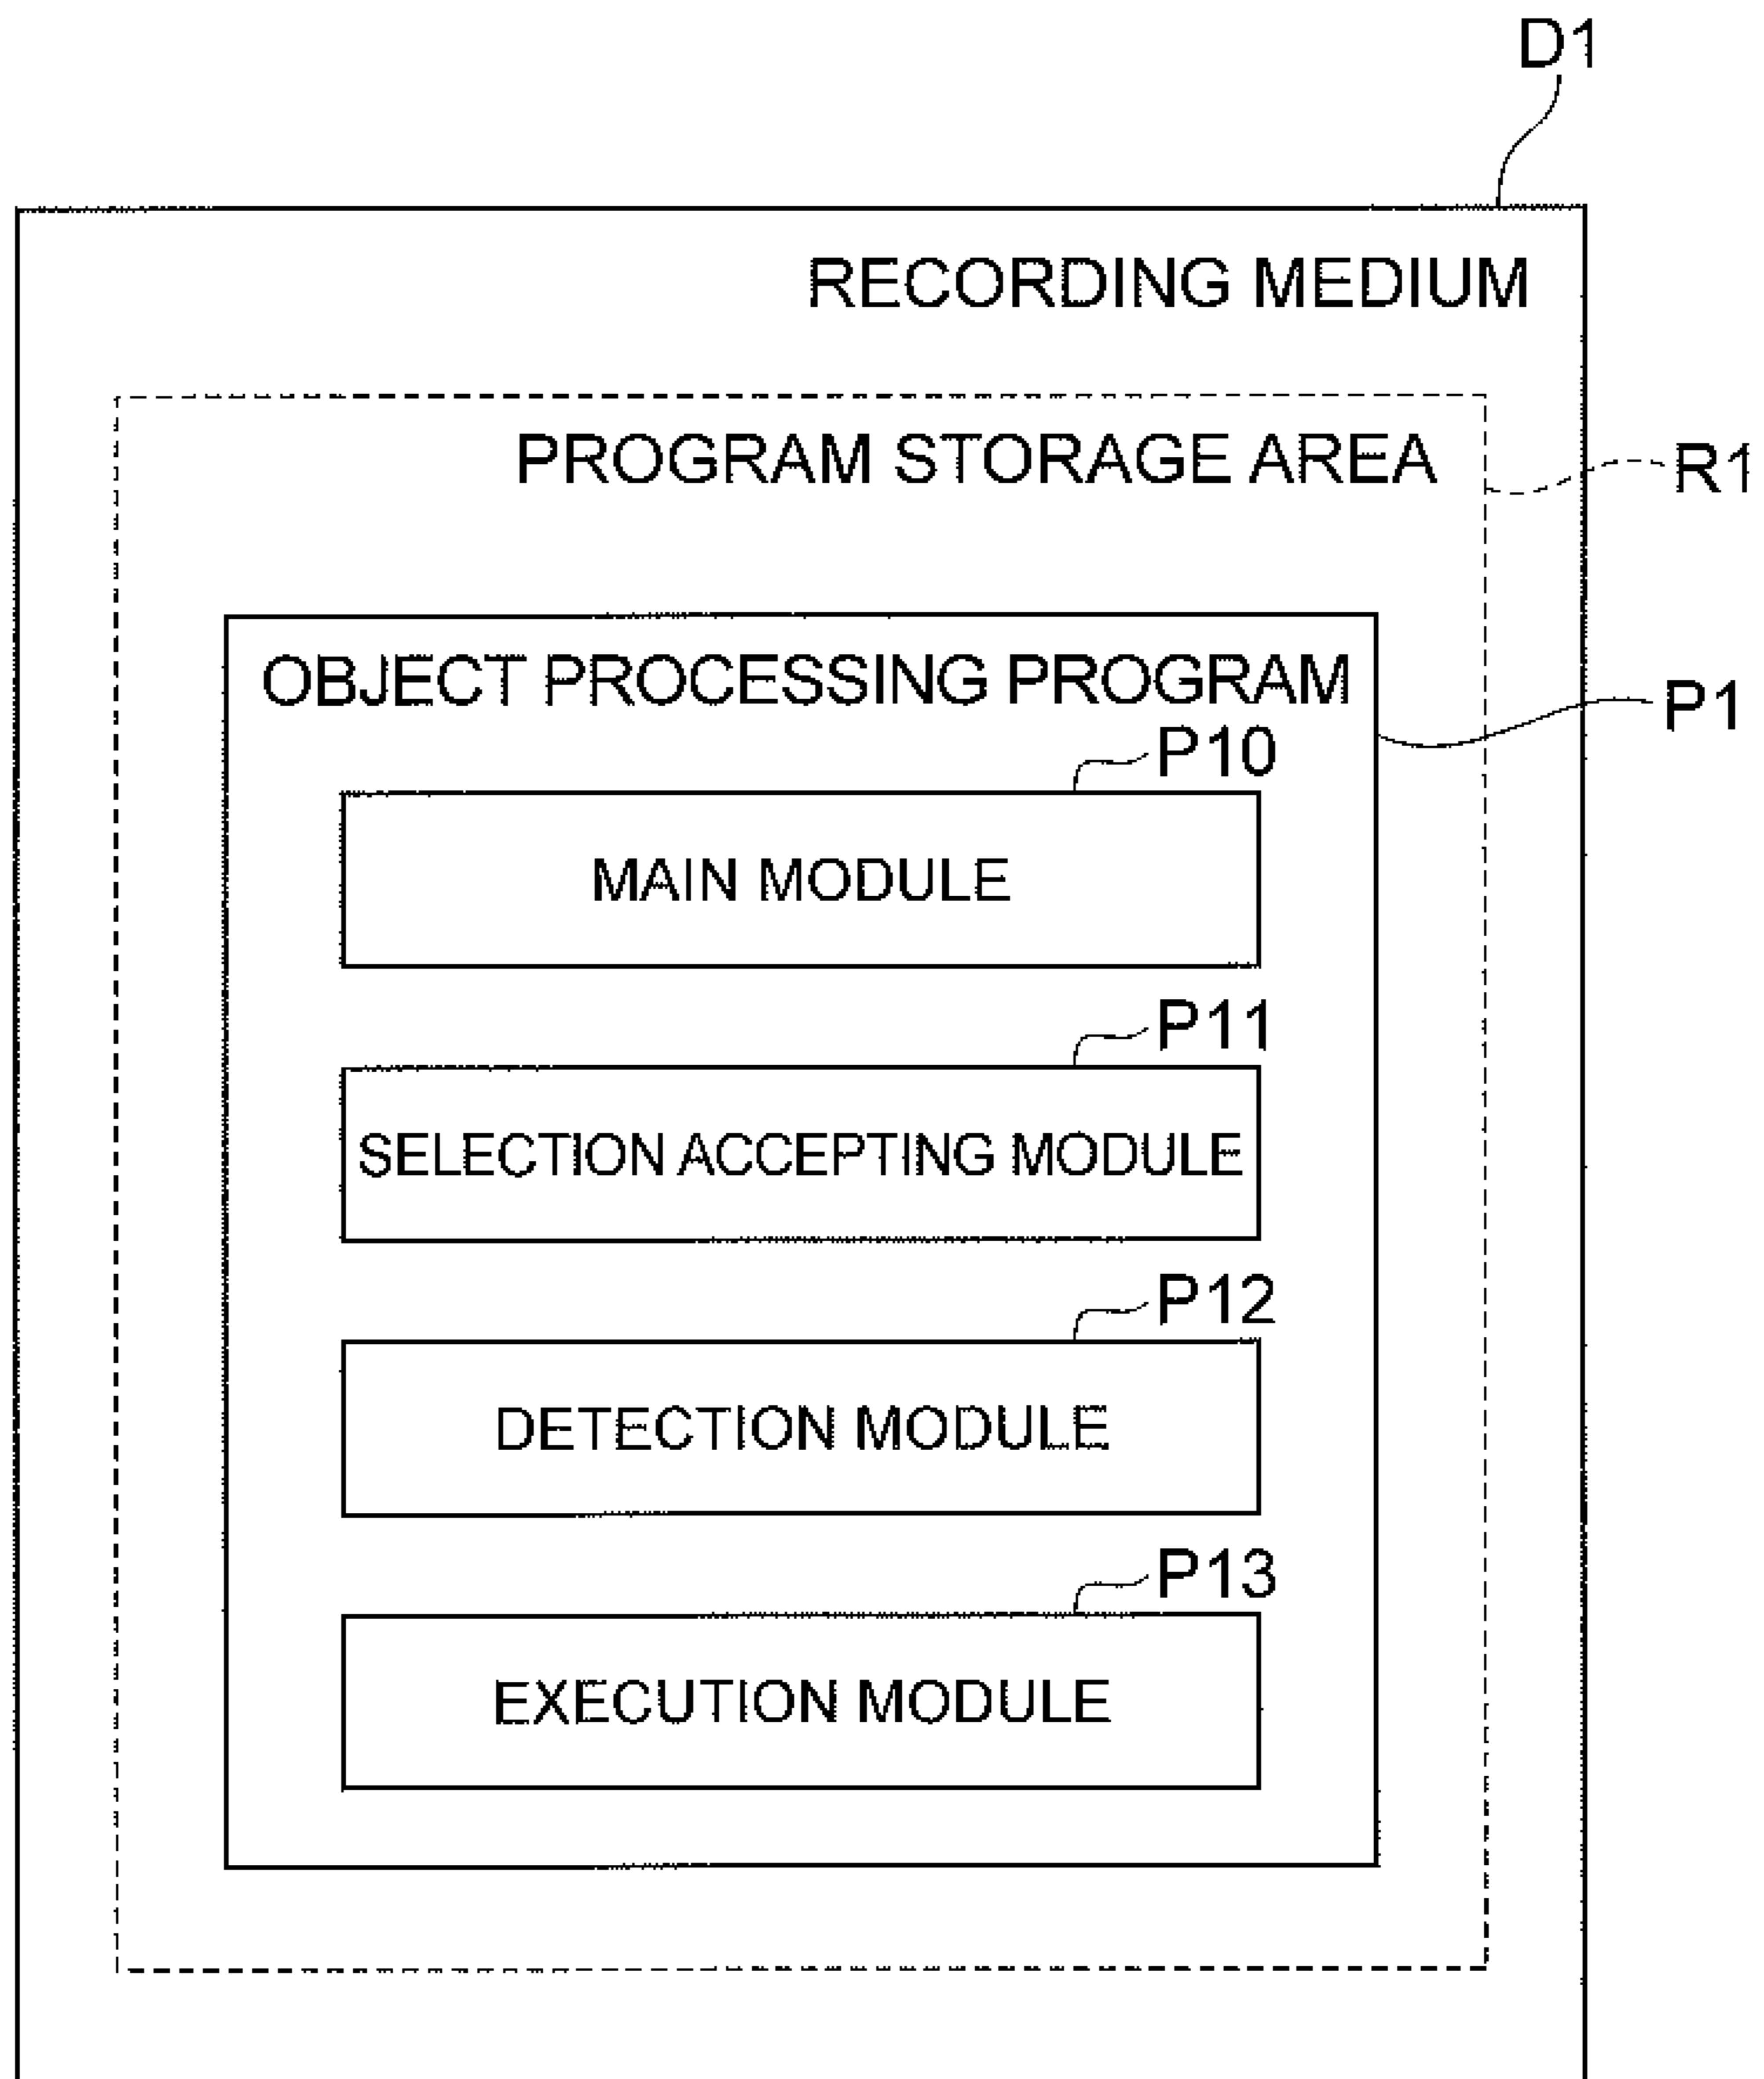 D1
RECORDING MEDIUM
PROGRAM STORAGE AREA
R1
OBJECT PROCESSING PROGRAM
P1
P10
MAIN MODULE
P11
SELECTION ACCEPTING MODULE
P12
DETECTION MODULE
P13
EXECUTION MODULE